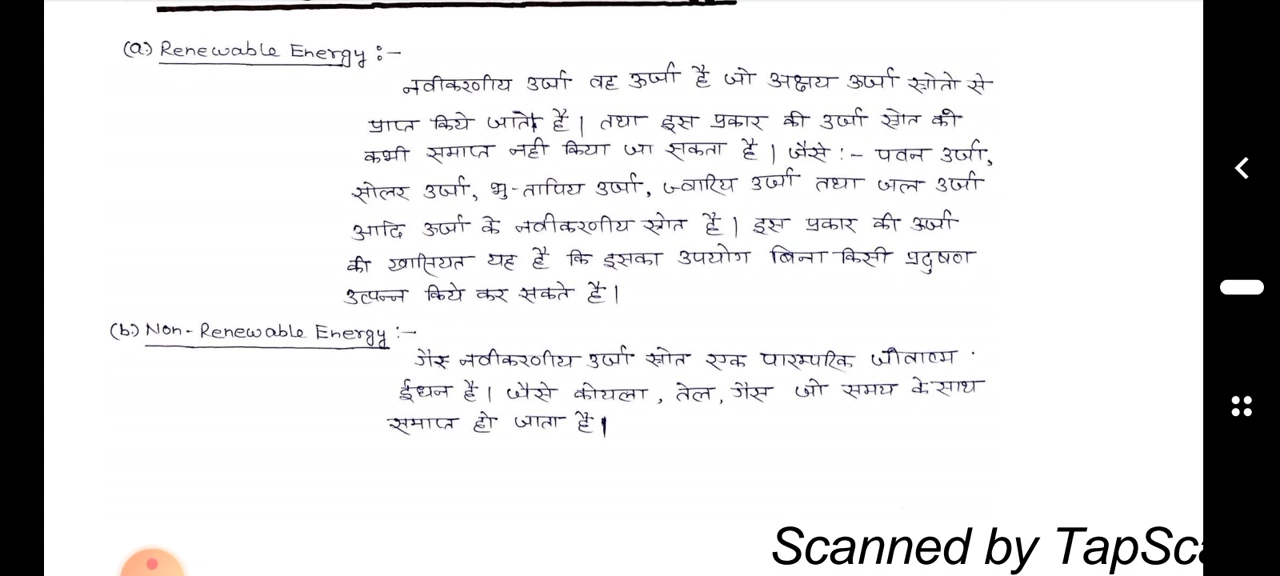 (a.) Renewable Energy :-
नवीकरणीय उर्जा वह ऊर्जा है जो अक्षय ऊर्जा स्रोतो से
प्राप्त किये जाते है। तथा इस प्रकार की उर्जा स्रोत को
कभी समाप्त नही किया जा सकता है। जैसे :- पवन उर्जा,
सोलर उर्जा, भु-तापिय उर्जा, ज्वारिय उर्जा तथा जल उर्जा
आदि ऊर्जा के नवीकरणीय स्रोत है। इस प्रकार की ऊर्जा
की खासियत यह है कि इसका उपयोग बिना किसी प्रदुषण
उत्पन्न किये कर सकते है।
(b.) Non-Renewable Energy :-
गैर नवीकरणीय उर्जा स्रोत एक पारम्परिक जीवाश्म
ईंधन है। जैसे कोयला, तेल, गैस जो समय के साथ
समाप्त हो जाता है।
Scanned by TapSca